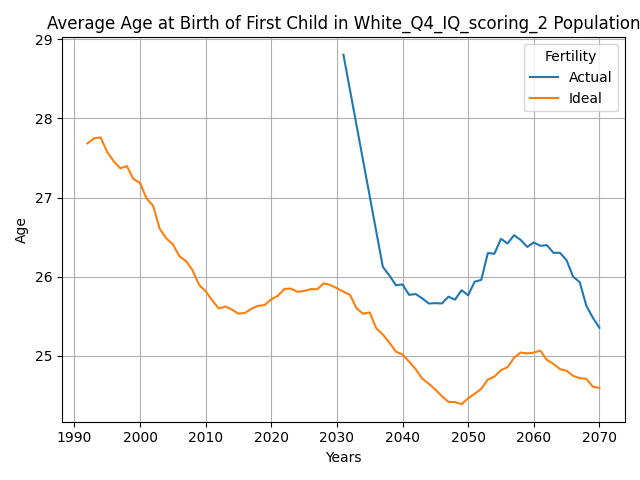 Average Age at Birth of First Child in White_Q4_IQ_scoring_2 Population
Fertility
Actual
Ideal
29
28
27
26
25
Age
1990
2000
2010
2020
2030
2040
2050
2060
2070
Years